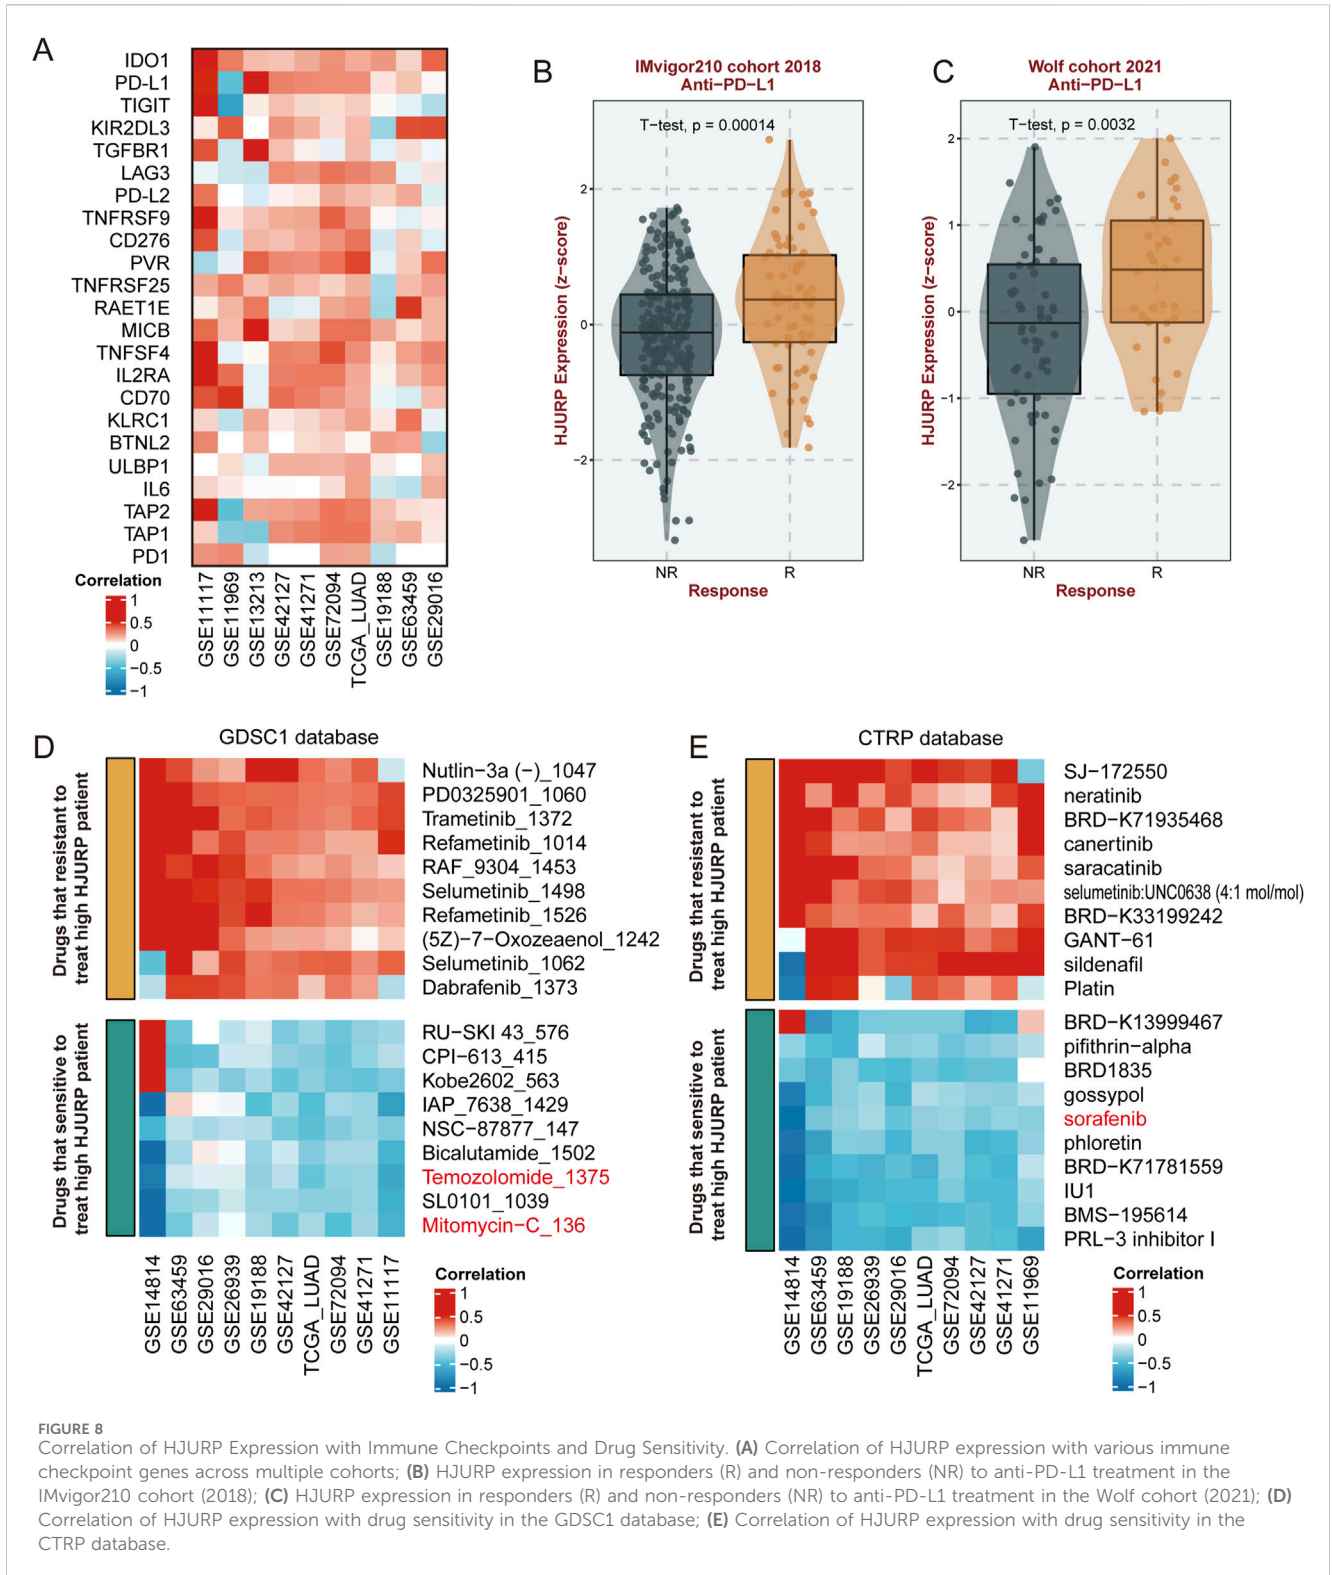 A
IDO1
PD-L1
TIGIT
KIR2DL3
TGFBR1
LAG3
PD-L2
TNFRSF9
CD276
PVR
TNFRSF25
RAET1E
MICB
TNFSF4
IL2RA
CD70
KLRC1
BTNL2
ULBP1
IL6
TAP2
TAP1
PD1
GSE11117
GSE11969
GSE13213
GSE42127
GSE41271
GSE72094
TCGA_LUAD
GSE19188
GSE63459
GSE29016
Correlation
1
0.5
0
−0.5
−1
B
IMvigor210 cohort 2018
Anti−PD−L1
T−test, p = 0.00014
HJURP Expression (z−score)
2
0
−2
NR
R
Response
C
Wolf cohort 2021
Anti−PD−L1
T−test, p = 0.0032
HJURP Expression (z−score)
2
1
0
−1
−2
NR
R
Response
D
GDSC1 database
Drugs that resistant to
treat high HJURP patient
Nutlin−3a (−)_1047
PD0325901_1060
Trametinib_1372
Refametinib_1014
RAF_9304_1453
Selumetinib_1498
Refametinib_1526
(5Z)−7−Oxozeaenol_1242
Selumetinib_1062
Dabrafenib_1373
Drugs that sensitive to
treat high HJURP patient
RU−SKI 43_576
CPI−613_415
Kobe2602_563
IAP_7638_1429
NSC−87877_147
Bicalutamide_1502
Temozolomide_1375
SL0101_1039
Mitomycin−C_136
GSE14814
GSE63459
GSE29016
GSE26939
GSE19188
GSE42127
TCGA_LUAD
GSE72094
GSE41271
GSE11117
Correlation
1
0.5
0
−0.5
−1
E
CTRP database
Drugs that resistant to
treat high HJURP patient
SJ−172550
neratinib
BRD−K71935468
canertinib
saracatinib
selumetinib:UNC0638 (4:1 mol/mol)
BRD−K33199242
GANT−61
sildenafil
Platin
Drugs that sensitive to
treat high HJURP patient
BRD−K13999467
pifithrin−alpha
BRD1835
gossypol
sorafenib
phloretin
BRD−K71781559
IU1
BMS−195614
PRL−3 inhibitor I
GSE14814
GSE63459
GSE19188
GSE26939
GSE29016
TCGA_LUAD
GSE72094
GSE42127
GSE41271
GSE11969
Correlation
1
0.5
0
−0.5
−1
FIGURE 8
Correlation of HJURP Expression with Immune Checkpoints and Drug Sensitivity. (A) Correlation of HJURP expression with various immune
checkpoint genes across multiple cohorts; (B) HJURP expression in responders (R) and non-responders (NR) to anti-PD-L1 treatment in the
IMvigor210 cohort (2018); (C) HJURP expression in responders (R) and non-responders (NR) to anti-PD-L1 treatment in the Wolf cohort (2021); (D)
Correlation of HJURP expression with drug sensitivity in the GDSC1 database; (E) Correlation of HJURP expression with drug sensitivity in the
CTRP database.